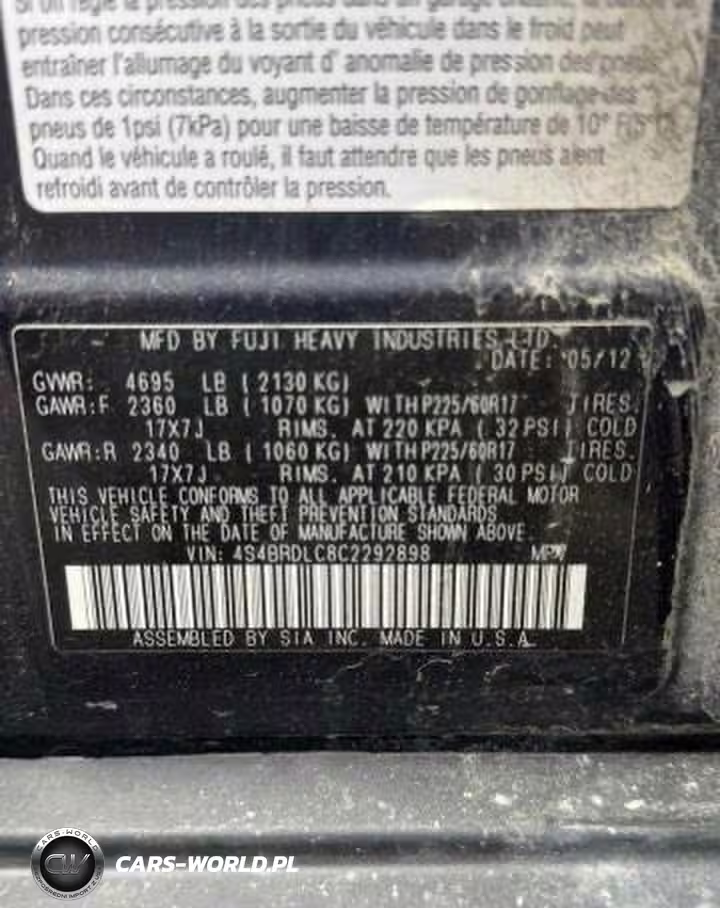 pression consécutive à la sortie du véhicule dans le froid peut
entraîner l'allumage du voyant d' anomalie de pression des pneus
Dans ces circonstances, augmenter la pression de gonflage des
pneus de 1psi (7kPa) pour une baisse de température de 10° F
Quand le véhicule a roulé, il faut attendre que les pneus aient
refroidi avant de contrôler la pression.
MFD BY FUJI HEAVY INDUSTRIES LTD.
DATE: 05/12
GVWR: 4695 LB ( 2130 KG)
GAWR:F 2360 LB ( 1070 KG) WITH P225/60R17 TIRES.
17X7J RIMS. AT 220 KPA ( 32 PSI) COLD
GAWR:R 2340 LB ( 1060 KG) WITH P225/60R17 TIRES.
17X7J RIMS. AT 210 KPA ( 30 PSI) COLD
THIS VEHICLE CONFORMS TO ALL APPLICABLE FEDERAL MOTOR
VEHICLE SAFETY AND THEFT PREVENTION STANDARDS
IN EFFECT ON THE DATE OF MANUFACTURE SHOWN ABOVE.
VIN: 4S4BRDLC8C2292898 MPV
ASSEMBLED BY SIA INC. MADE IN U.S.A.
CARS-WORLD
CW
CARS-WORLD.PL